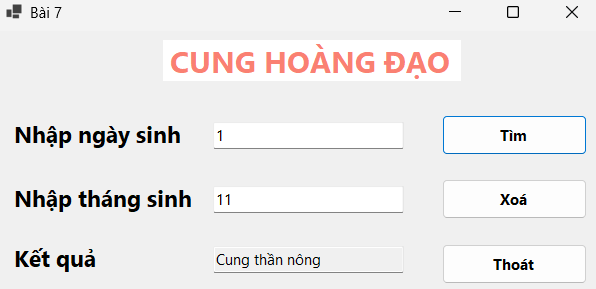 Bài 7
CUNG HOÀNG ĐẠO
Nhập ngày sinh 1 Tìm
Nhập tháng sinh 11 Xoá
Kết quả Cung thần nông Thoát